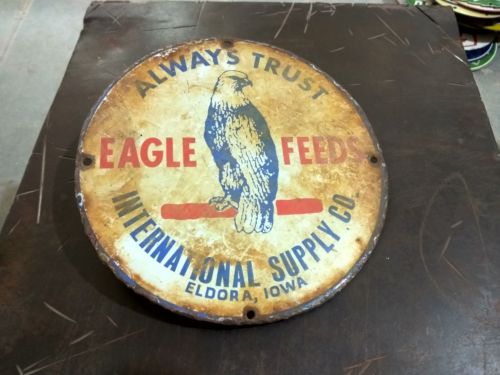 ALWAYS TRUST
EAGLE FEEDS
INTERNATIONAL SUPPLY CO.
ELDORA, IOWA